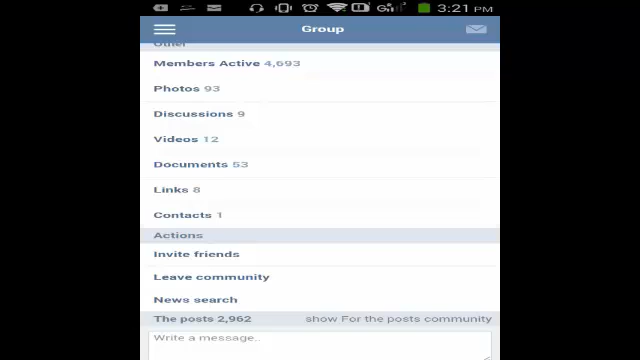 3:21 PM
Group
Other
Members Active 4,693
Photos 93
Discussions 9
Videos 12
Documents 53
Links 8
Contacts 1
Actions
Invite friends
Leave community
News search
The posts 2,962 show For the posts community
Write a message..